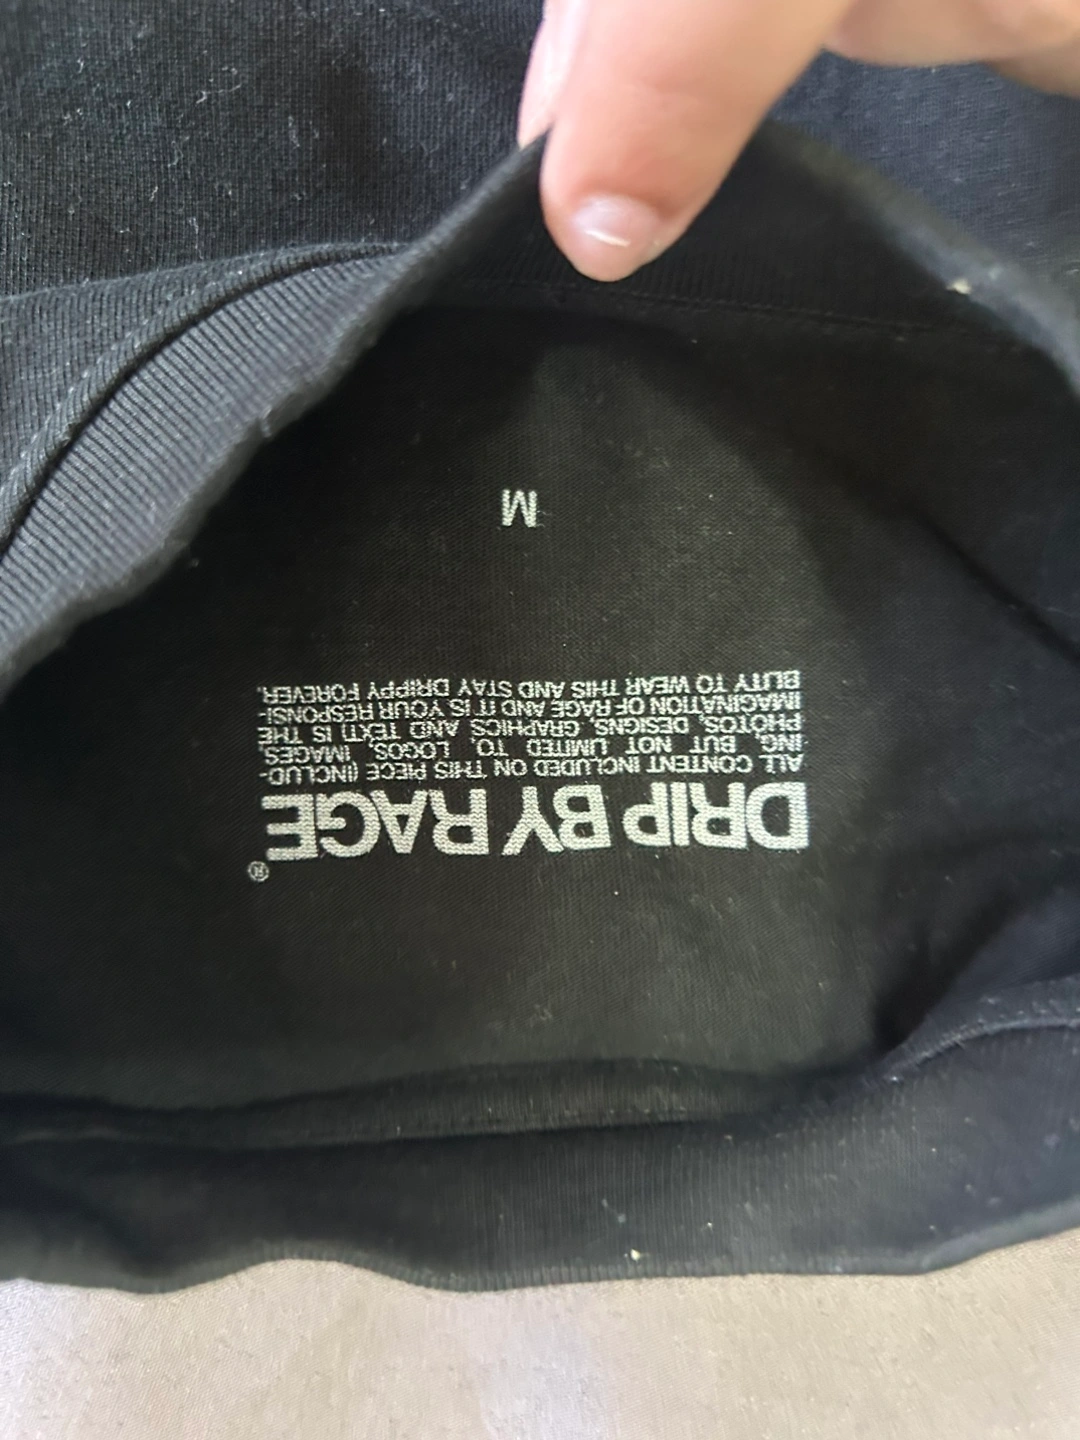 DRIP BY RAGE®
ALL CONTENT INCLUDED ON THIS PIECE (INCLUD-
ING, BUT NOT LIMITED TO, LOGOS, IMAGES,
PHOTOS, DESIGNS, GRAPHICS, AND TEXT) IS THE
IMAGINATION OF RAGE AND IT IS YOUR RESPONSI-
BLITY TO WEAR THIS AND STAY DRIPPY FOREVER.
M